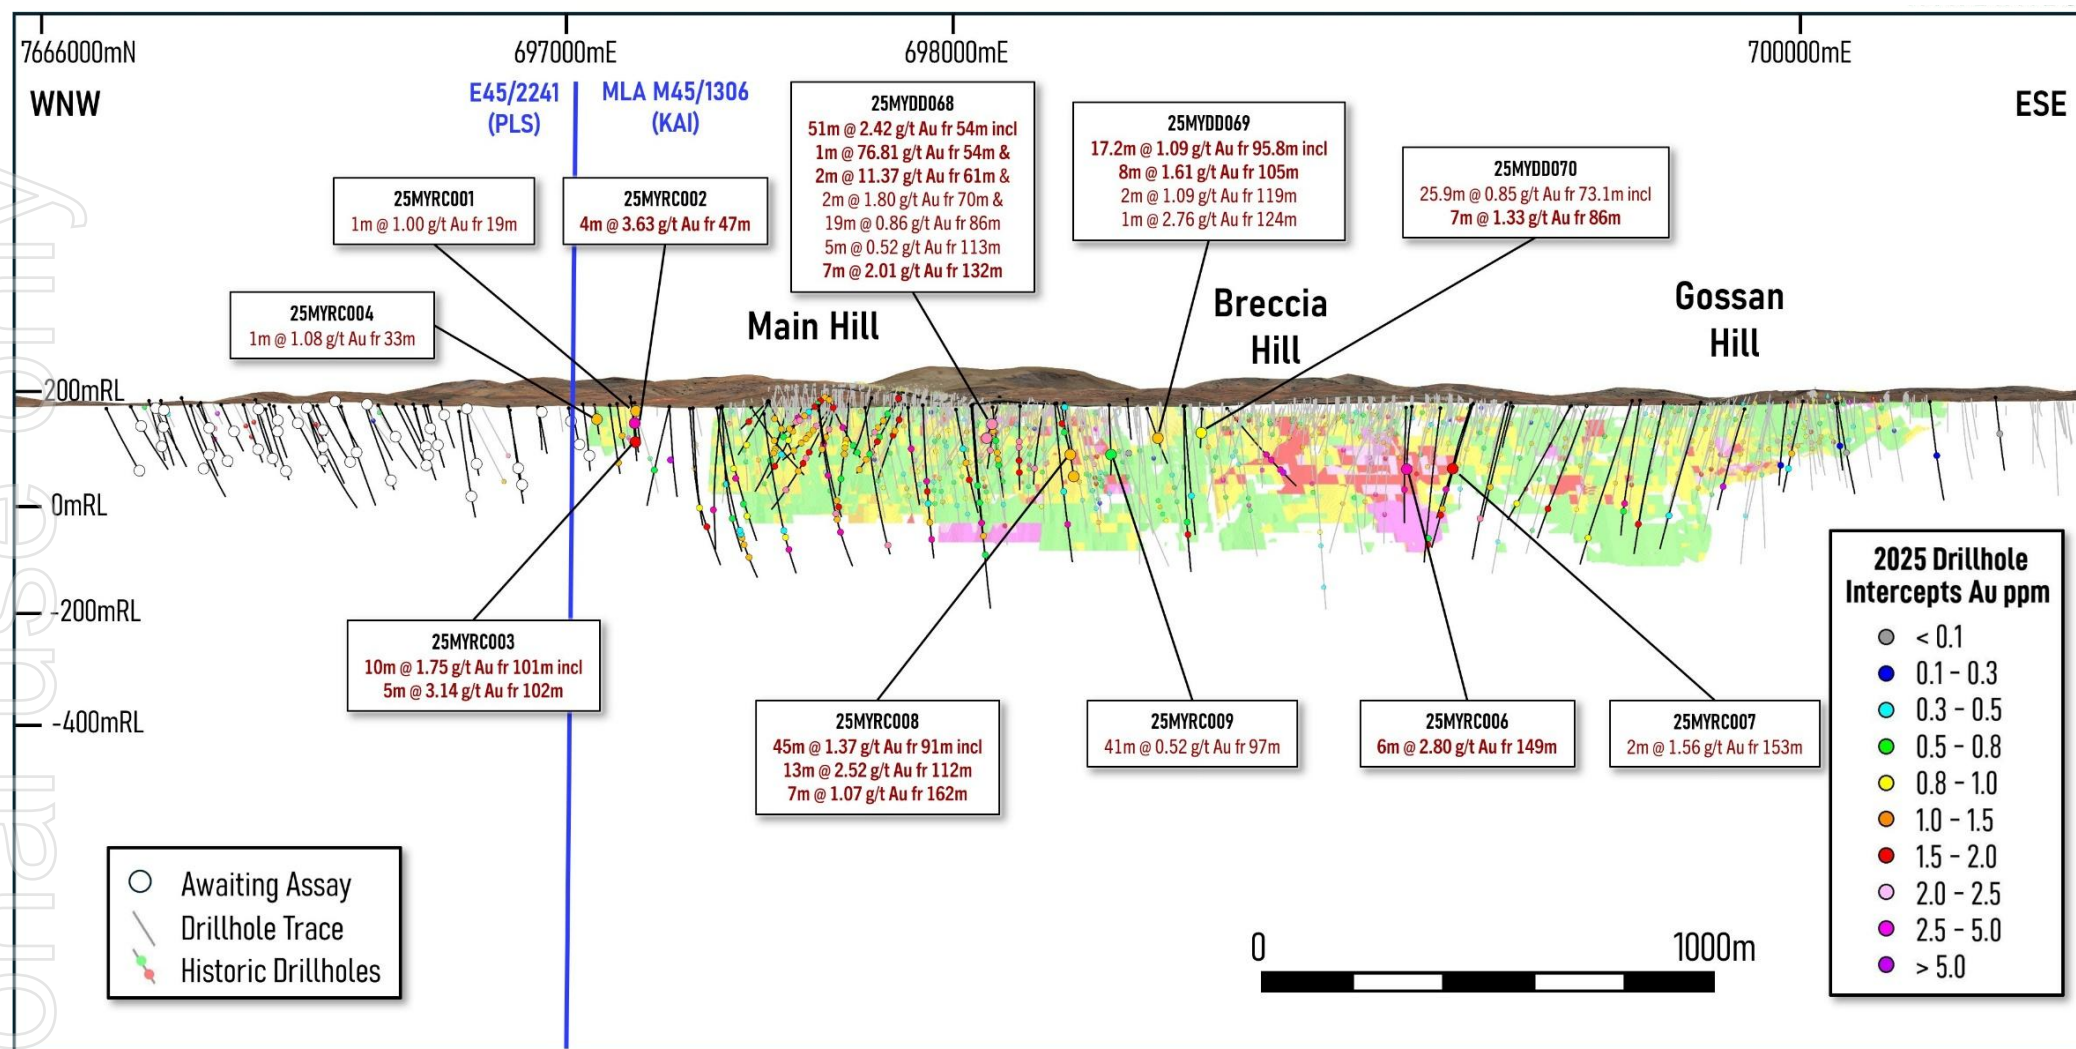 7666000mN
697000mE
698000mE
700000mE
WNW
ESE
E45/2241
(PLS)
MLA M45/1306
(KAI)
25MYRC001
1m @ 1.00 g/t Au fr 19m
25MYRC002
4m @ 3.63 g/t Au fr 47m
25MYDD068
51m @ 2.42 g/t Au fr 54m incl
1m @ 76.81 g/t Au fr 54m &
2m @ 11.37 g/t Au fr 61m &
2m @ 1.80 g/t Au fr 70m &
19m @ 0.86 g/t Au fr 86m
5m @ 0.52 g/t Au fr 113m
7m @ 2.01 g/t Au fr 132m
25MYDD069
17.2m @ 1.09 g/t Au fr 95.8m incl
8m @ 1.61 g/t Au fr 105m
2m @ 1.09 g/t Au fr 119m
1m @ 2.76 g/t Au fr 124m
25MYDD070
25.9m @ 0.85 g/t Au fr 73.1m incl
7m @ 1.33 g/t Au fr 86m
25MYRC004
1m @ 1.08 g/t Au fr 33m
Main Hill
Breccia
Hill
Gossan
Hill
200mRL
0mRL
-200mRL
-400mRL
25MYRC003
10m @ 1.75 g/t Au fr 101m incl
5m @ 3.14 g/t Au fr 102m
25MYRC008
45m @ 1.37 g/t Au fr 91m incl
13m @ 2.52 g/t Au fr 112m
7m @ 1.07 g/t Au fr 162m
25MYRC009
41m @ 0.52 g/t Au fr 97m
25MYRC006
6m @ 2.80 g/t Au fr 149m
25MYRC007
2m @ 1.56 g/t Au fr 153m
2025 Drillhole
Intercepts Au ppm
< 0.1
0.1 - 0.3
0.3 - 0.5
0.5 - 0.8
0.8 - 1.0
1.0 - 1.5
1.5 - 2.0
2.0 - 2.5
2.5 - 5.0
> 5.0
Awaiting Assay
Drillhole Trace
Historic Drillholes
0
1000m
use only